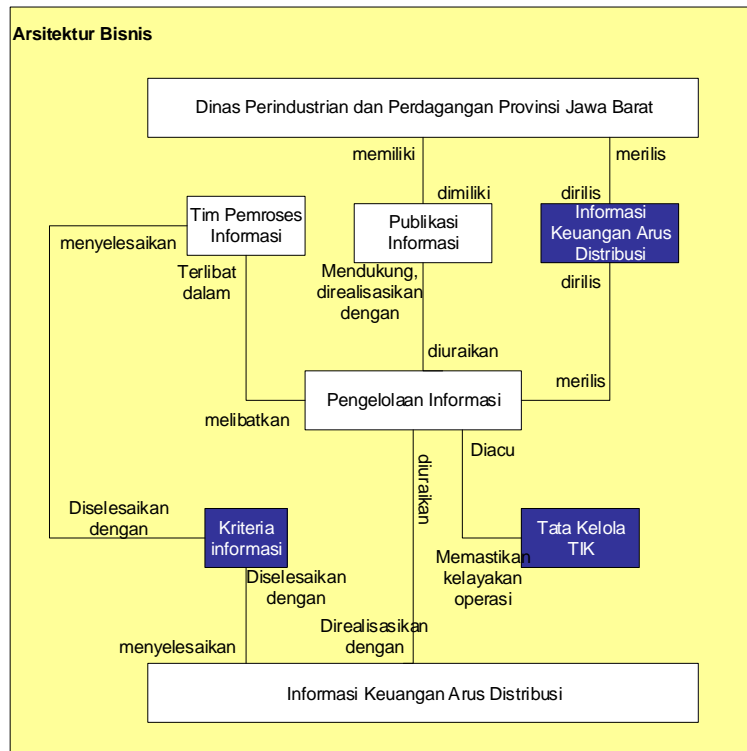 Arsitektur Bisnis
Dinas Perindustrian dan Perdagangan Provinsi Jawa Barat
memiliki
merilis
dimiliki
dirilis
Tim Pemroses
Informasi
Publikasi
Informasi
Informasi
Keuangan Arus
Distribusi
menyelesaikan
Terlibat
dalam
Mendukung,
direalisasikan
dengan
dirilis
diuraikan
merilis
Pengelolaan Informasi
melibatkan
diuraikan
Diacu
Diselesaikan
dengan
Kriteria
informasi
Tata Kelola
TIK
Diselesaikan
dengan
Memastikan
kelayakan
operasi
menyelesaikan
Direalisasikan
dengan
Informasi Keuangan Arus Distribusi